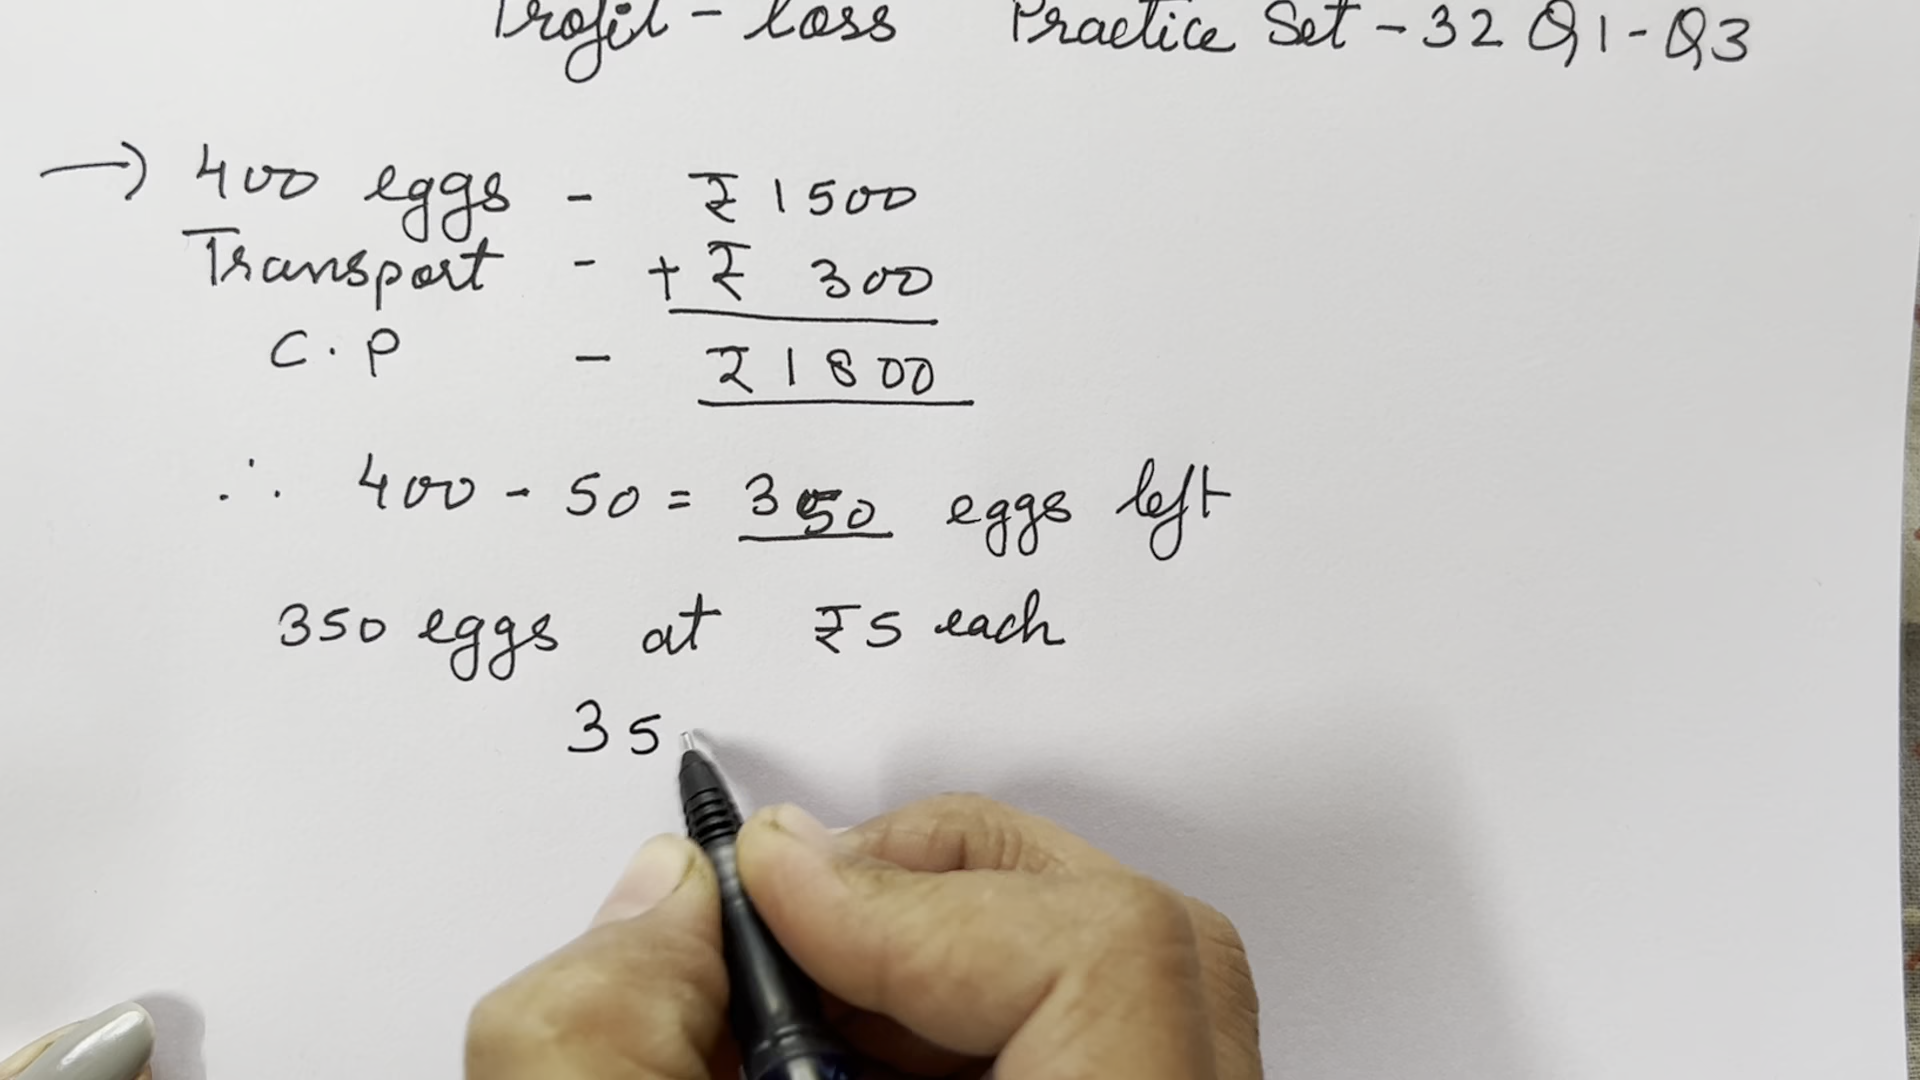 Profit - Loss Practice Set - 32 Q1 - Q3
→ 400 eggs - ₹ 1500
Transport - + ₹ 300
C.P - ₹ 1800
∴ 400 - 50 = 350 eggs left
350 eggs at ₹5 each
35